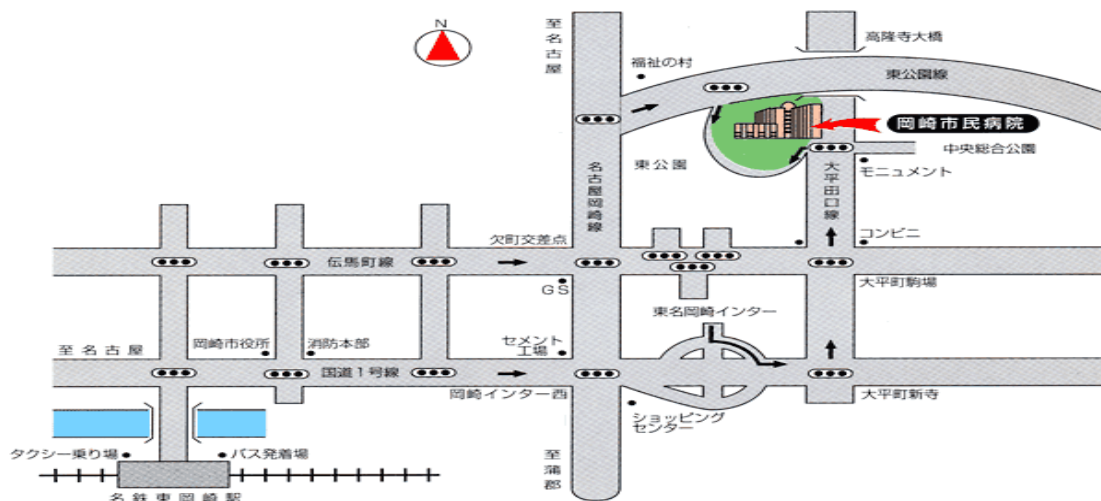 N
至名古屋
高隆寺大橋
福祉の村
東公園線
岡崎市民病院
中央総合公園
東公園
モニュメント
名古屋岡崎線
大平田口線
欠町交差点
コンビニ
伝馬町線
GS
大平町駒場
東名岡崎インター
至名古屋
岡崎市役所
消防本部
セメント
工場
国道1号線
岡崎インター西
大平町新寺
ショッピング
センター
タクシー乗り場
バス発着場
至蒲郡
名鉄東岡崎駅